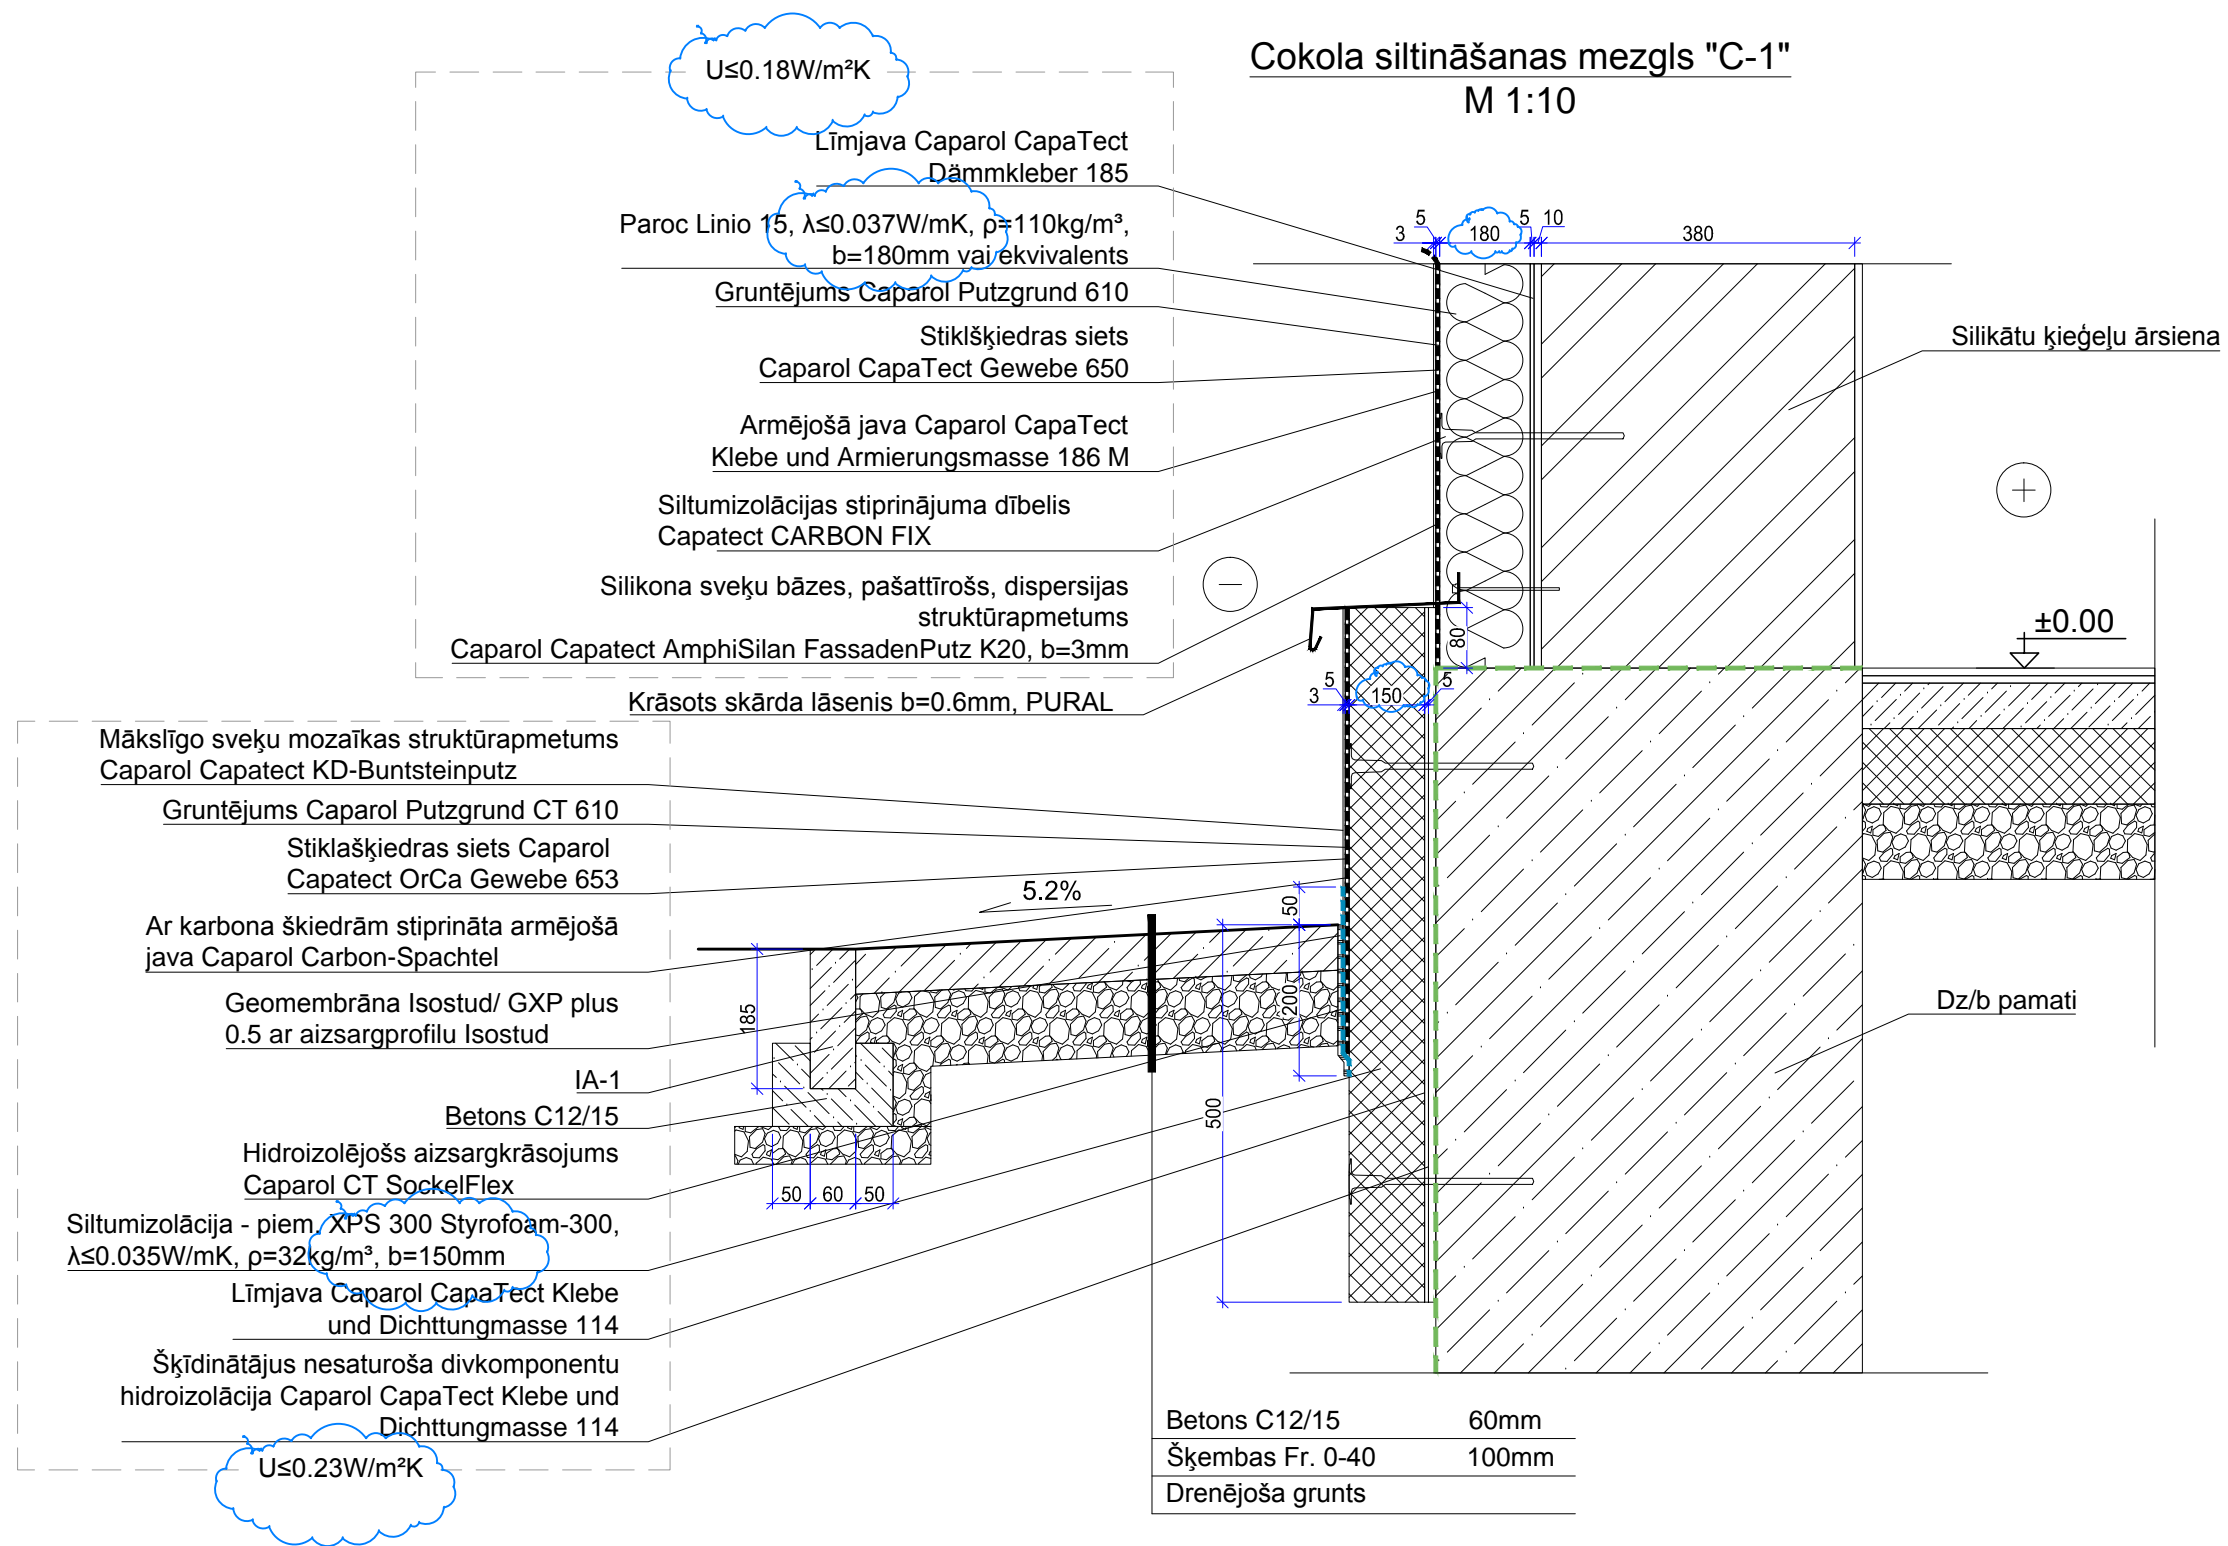 Cokola siltināšanas mezgls "C-1"
M 1:10
U≤0.18W/m²K
Līmjava Caparol CapaTect
Dämmkleber 185
Paroc Linio 15, λ≤0.037W/mK, ρ=110kg/m³,
b=180mm vai ekvivalents
Gruntējums Caparol Putzgrund 610
Stiklšķiedras siets
Caparol CapaTect Gewebe 650
Armējošā java Caparol CapaTect
Klebe und Armierungsmasse 186 M
Siltumizolācijas stiprinājuma dībelis
Capatect CARBON FIX
Silikona sveķu bāzes, pašattīrošs, dispersijas
struktūrapmetums
Caparol Capatect AmphiSilan FassadenPutz K20, b=3mm
Krāsots skārda lāsenis b=0.6mm, PURAL
Mākslīgo sveķu mozaīkas struktūrapmetums
Caparol Capatect KD-Buntsteinputz
Gruntējums Caparol Putzgrund CT 610
Stiklašķiedras siets Caparol
Capatect OrCa Gewebe 653
Ar karbona škiedrām stiprināta armējošā
java Caparol Carbon-Spachtel
Geomembrāna Isostud/ GXP plus
0.5 ar aizsargprofilu Isostud
IA-1
Betons C12/15
Hidroizolējošs aizsargkrāsojums
Caparol CT SockelFlex
Siltumizolācija - piem. XPS 300 Styrofoam-300,
λ≤0.035W/mK, ρ=32kg/m³, b=150mm
Līmjava Caparol CapaTect Klebe
und Dichttungmasse 114
Šķīdinātājus nesaturoša divkomponentu
hidroizolācija Caparol CapaTect Klebe und
Dichttungmasse 114
U≤0.23W/m²K
3 5 180 5 10 380
Silikātu ķieģeļu ārsiena
+
−
±0.00
80
3 5 150 5
5.2%
50
200
500
185
50 60 50
Dz/b pamati
Betons C12/15 60mm
Šķembas Fr. 0-40 100mm
Drenējoša grunts